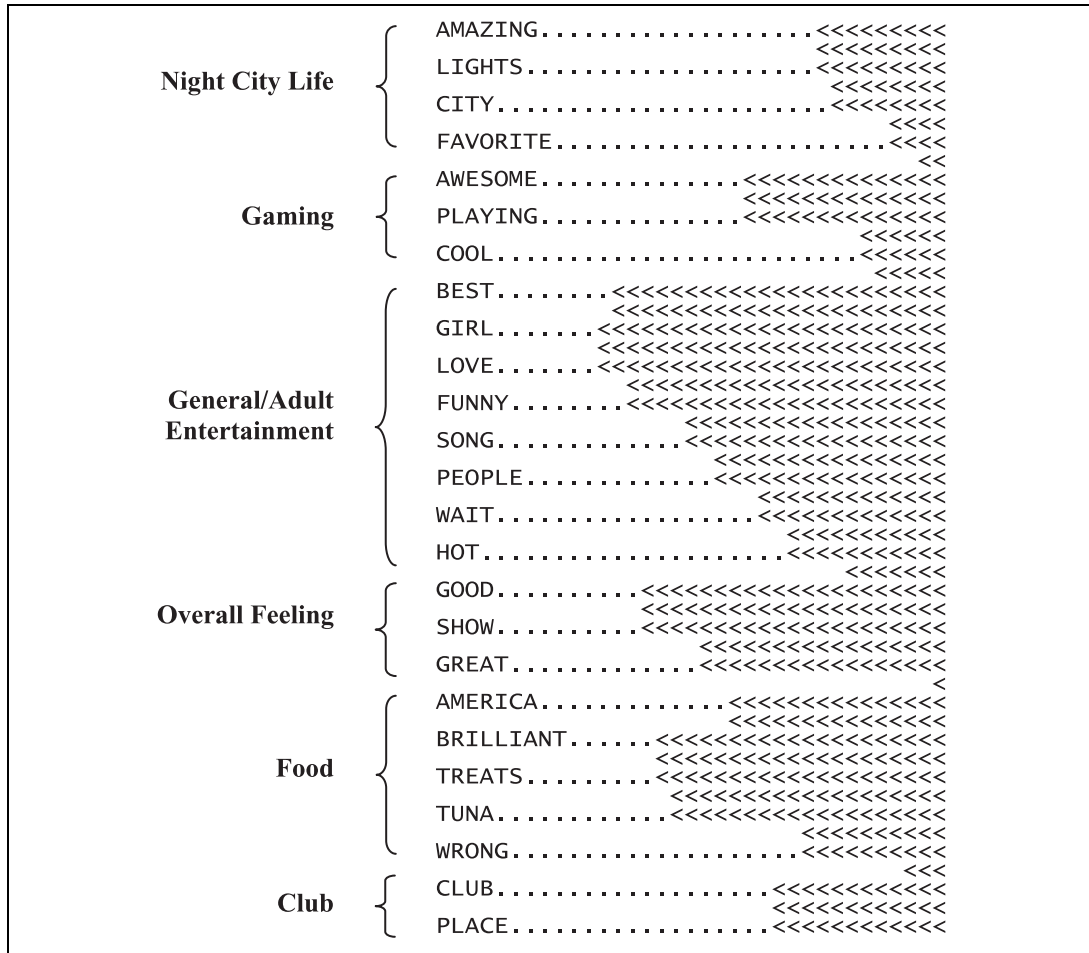 Night City Life
AMAZING...................<<<<<<<<<
<<<<<<<<<
LIGHTS....................<<<<<<<<<
<<<<<<<<
CITY.......................<<<<<<<<
<<<<
FAVORITE.......................<<<<
<<
Gaming
AWESOME..............<<<<<<<<<<<<<<
<<<<<<<<<<<<<<
PLAYING..............<<<<<<<<<<<<<<
<<<<<<
COOL.........................<<<<<<
<<<<<
General/Adult
Entertainment
BEST........<<<<<<<<<<<<<<<<<<<<<<<
<<<<<<<<<<<<<<<<<<<<<<<
GIRL.......<<<<<<<<<<<<<<<<<<<<<<<<
<<<<<<<<<<<<<<<<<<<<<<<<
LOVE.......<<<<<<<<<<<<<<<<<<<<<<<<
<<<<<<<<<<<<<<<<<<<<<<
FUNNY........<<<<<<<<<<<<<<<<<<<<<<
<<<<<<<<<<<<<<<<<<
SONG.............<<<<<<<<<<<<<<<<<<
<<<<<<<<<<<<<<<<
PEOPLE.............<<<<<<<<<<<<<<<<
<<<<<<<<<<<<<
WAIT..................<<<<<<<<<<<<<
<<<<<<<<<<<
HOT.....................<<<<<<<<<<<
<<<<<<<
Overall Feeling
GOOD..........<<<<<<<<<<<<<<<<<<<<<
<<<<<<<<<<<<<<<<<<<<<
SHOW..........<<<<<<<<<<<<<<<<<<<<<
<<<<<<<<<<<<<<<<<
GREAT.............<<<<<<<<<<<<<<<<<
<
Food
AMERICA.............<<<<<<<<<<<<<<<
<<<<<<<<<<<<<<<
BRILLIANT......<<<<<<<<<<<<<<<<<<<<
<<<<<<<<<<<<<<<<<<<<
TREATS.........<<<<<<<<<<<<<<<<<<<<
<<<<<<<<<<<<<<<<<<<
TUNA............<<<<<<<<<<<<<<<<<<<
<<<<<<<<<<
WRONG....................<<<<<<<<<<
<<<
Club
CLUB...................<<<<<<<<<<<<
<<<<<<<<<<<<
PLACE..................<<<<<<<<<<<<